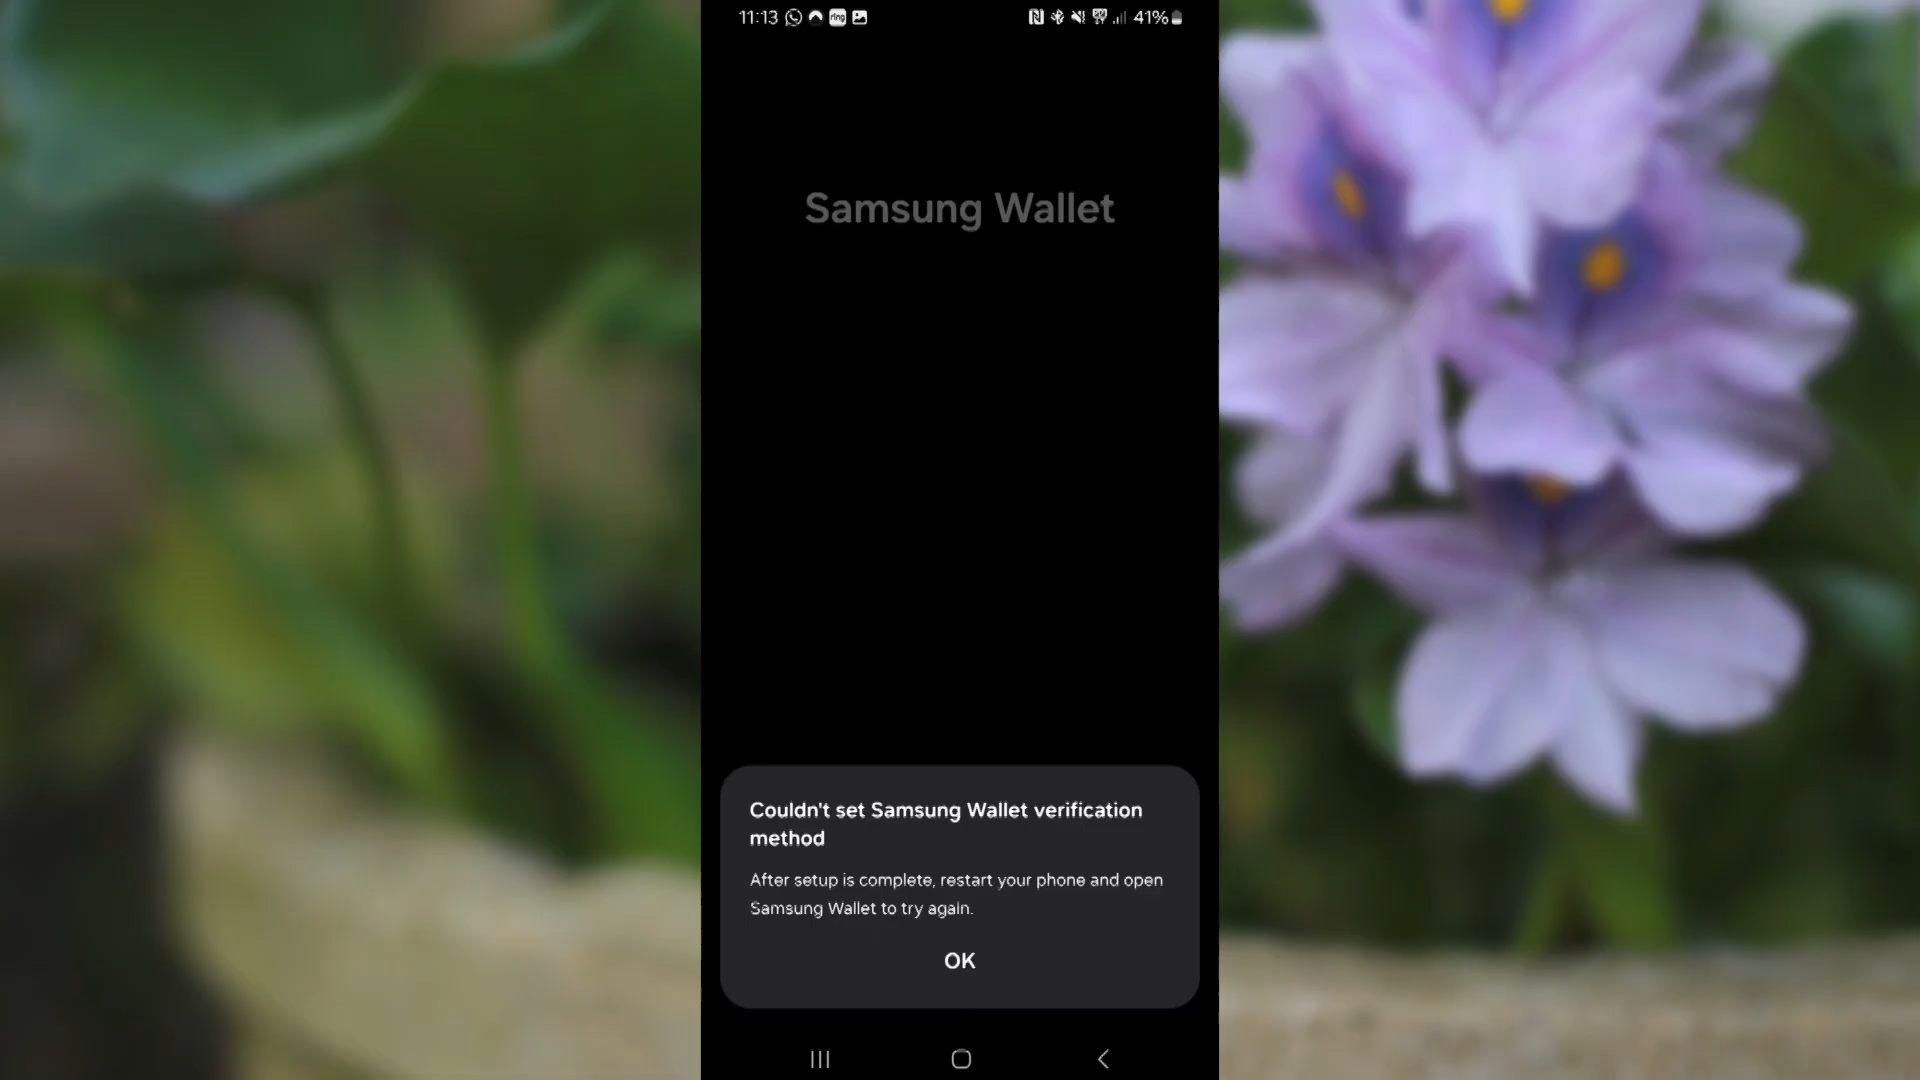 11:13 ring 41%
Samsung Wallet
Couldn't set Samsung Wallet verification
method
After setup is complete, restart your phone and open
Samsung Wallet to try again.
OK